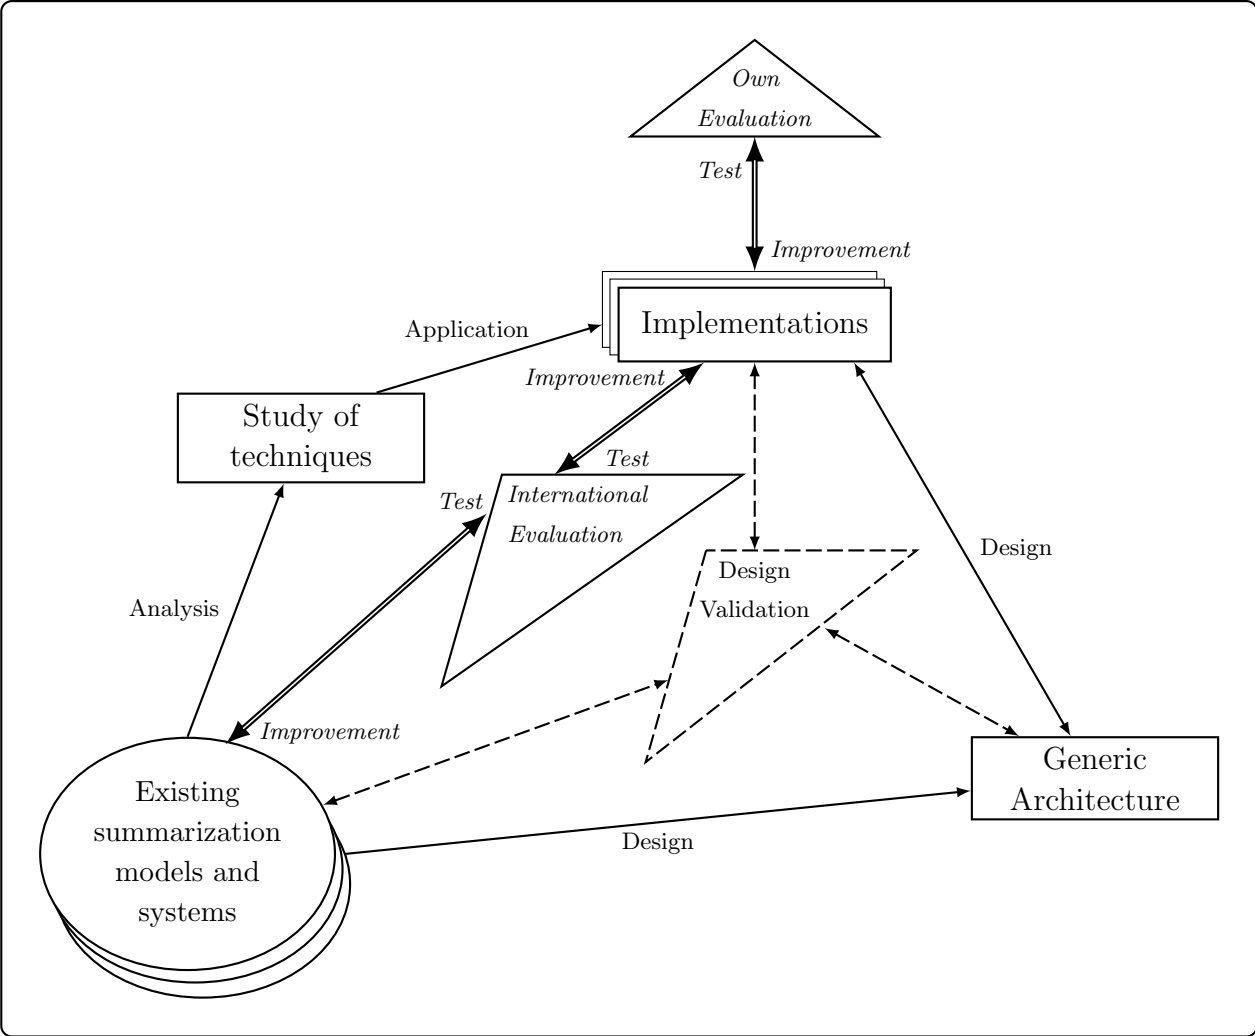 Own
Evaluation
Test
Improvement
Implementations
Application
Improvement
Study of
techniques
Test
Test
International
Evaluation
Design
Design
Validation
Analysis
Improvement
Generic
Architecture
Existing
summarization
models and
systems
Design